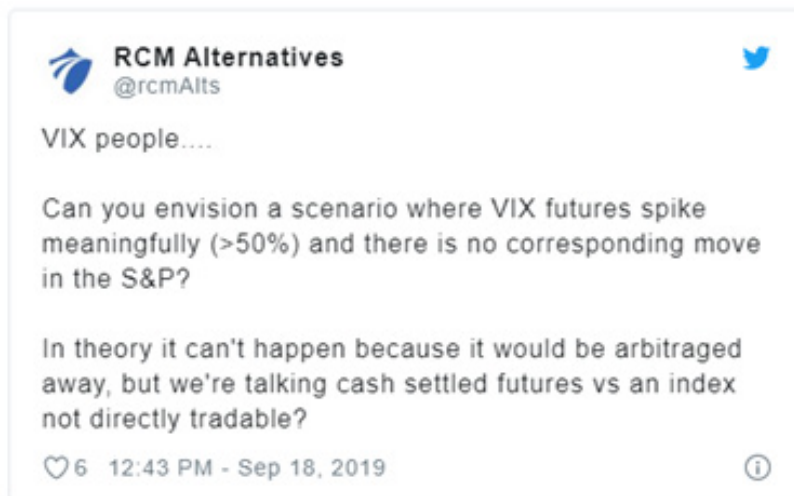 RCM Alternatives
@rcmAlts
VIX people....
Can you envision a scenario where VIX futures spike
meaningfully (>50%) and there is no corresponding move
in the S&P?
In theory it can't happen because it would be arbitraged
away, but we're talking cash settled futures vs an index
not directly tradable?
6 12:43 PM - Sep 18, 2019